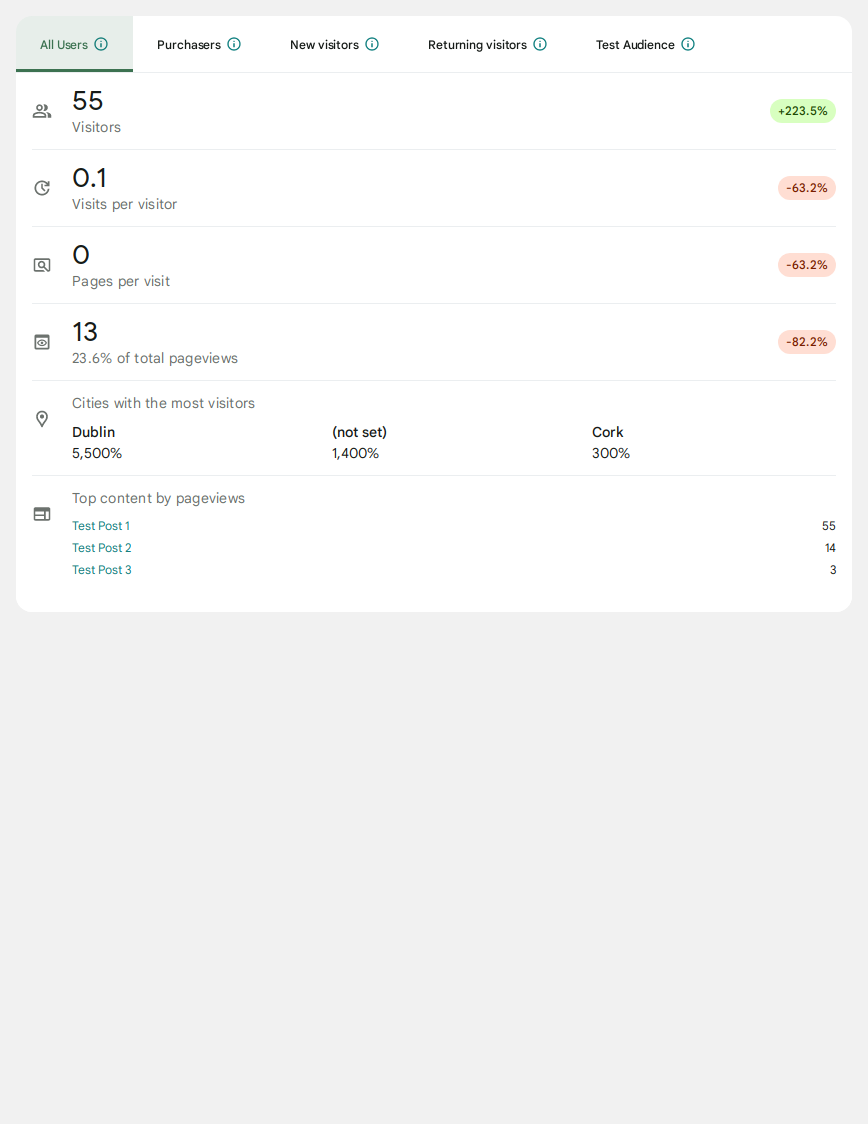 All Users Purchasers New visitors Returning visitors Test Audience
55
Visitors
+223.5%
0.1
Visits per visitor
-63.2%
0
Pages per visit
-63.2%
13
23.6% of total pageviews
-82.2%
Cities with the most visitors
Dublin (not set) Cork
5,500% 1,400% 300%
Top content by pageviews
Test Post 1 55
Test Post 2 14
Test Post 3 3